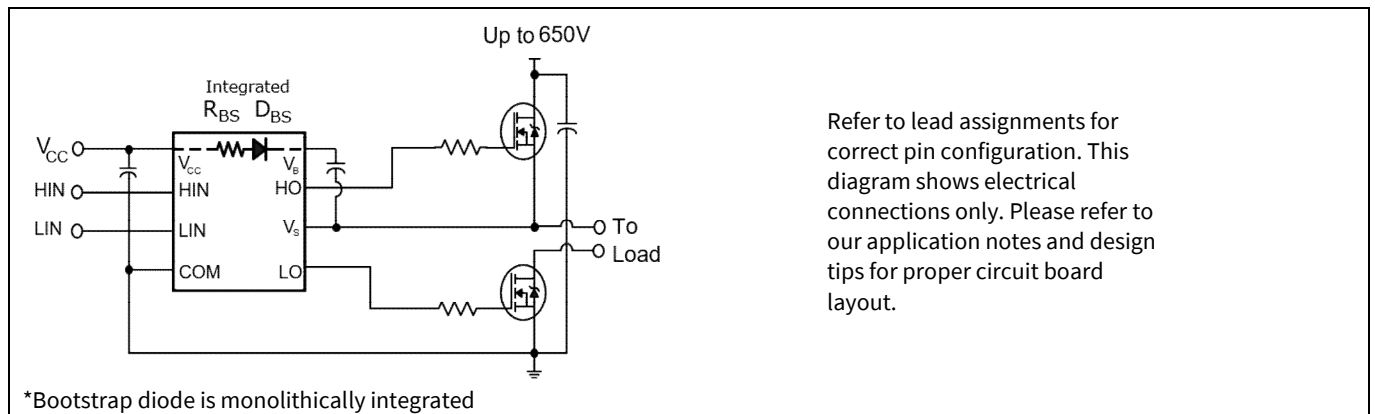 Up to 650V
Integrated
RBS DBS
VCC
VCC
VB
HIN
HIN
HO
LIN
LIN
VS
To
Load
COM
LO
Refer to lead assignments for
correct pin configuration. This
diagram shows electrical
connections only. Please refer to
our application notes and design
tips for proper circuit board
layout.
*Bootstrap diode is monolithically integrated